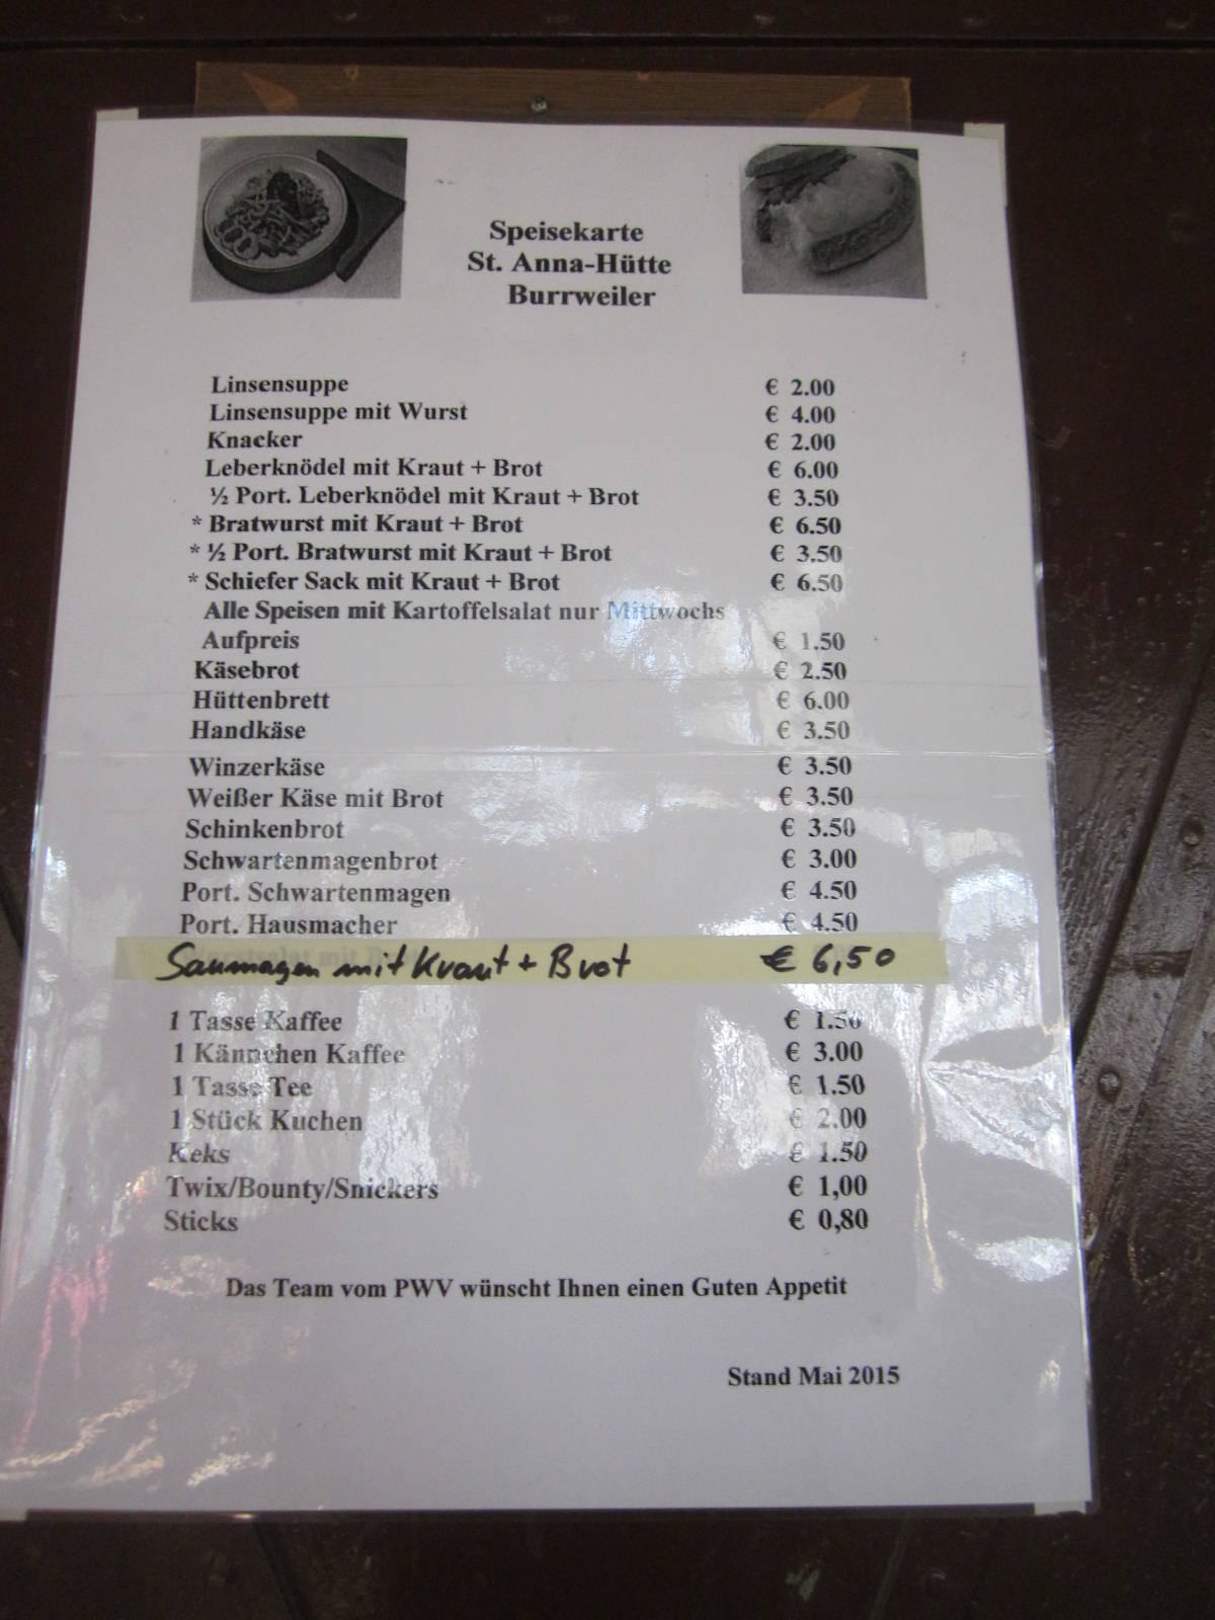 Speisekarte
St. Anna-Hütte
Burrweiler
Linsensuppe € 2.00
Linsensuppe mit Wurst € 4.00
Knacker € 2.00
Leberknödel mit Kraut + Brot € 6.00
½ Port. Leberknödel mit Kraut + Brot € 3.50
* Bratwurst mit Kraut + Brot € 6.50
* ½ Port. Bratwurst mit Kraut + Brot € 3.50
* Schiefer Sack mit Kraut + Brot € 6.50
Alle Speisen mit Kartoffelsalat nur Mittwochs
Aufpreis € 1.50
Käsebrot € 2.50
Hüttenbrett € 6.00
Handkäse € 3.50
Winzerkäse € 3.50
Weißer Käse mit Brot € 3.50
Schinkenbrot € 3.50
Schwartenmagenbrot € 3.00
Port. Schwartenmagen € 4.50
Port. Hausmacher € 4.50
Saumagen mit Kraut + Brot € 6,50
1 Tasse Kaffee € 1.50
1 Kännchen Kaffee € 3.00
1 Tasse Tee € 1.50
1 Stück Kuchen € 2.00
Keks € 1.50
Twix/Bounty/Snickers € 1,00
Sticks € 0,80
Das Team vom PWV wünscht Ihnen einen Guten Appetit
Stand Mai 2015